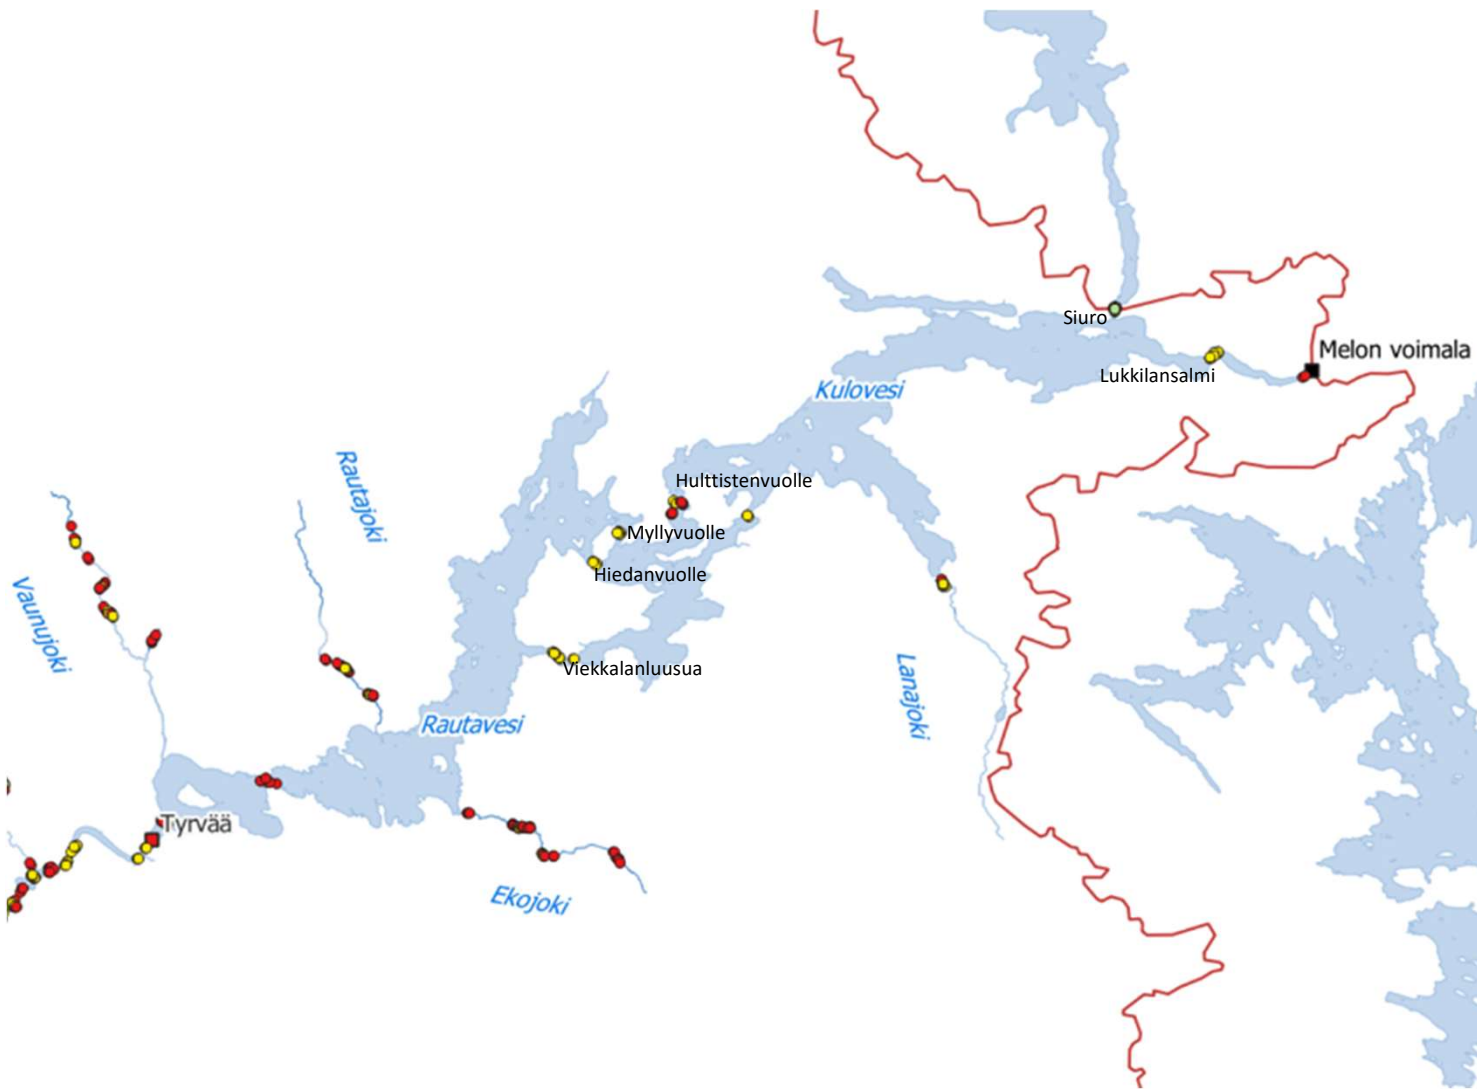 Siuro
Melon voimala
Lukkilansalmi
Kulovesi
Rautajoki
Hulttistenvuolle
Myllyvuolle
Hiedanvuolle
Vaunujoki
Viekkalanluusua
Lanajoki
Rautavesi
Tyrvää
Ekojoki